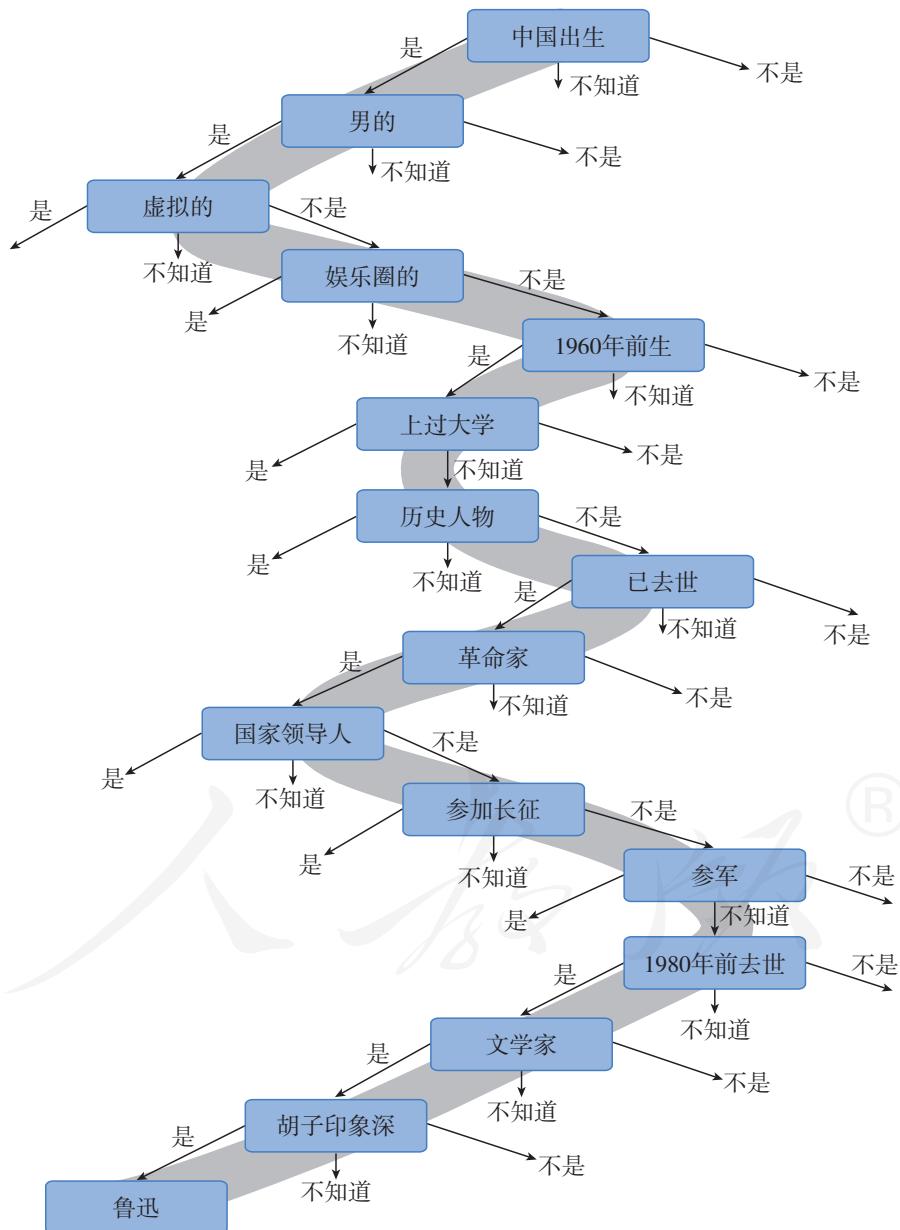 中国出生
是
不知道
不是
男的
是
不知道
不是
虚拟的
是
不是
不知道
娱乐圈的
不是
是
不知道
1960年前生
是
不是
不知道
上过大学
是
不知道
不是
历史人物
不是
是
不知道
已去世
是
不知道
不是
革命家
是
不知道
不是
国家领导人
不是
是
不知道
参加长征
不是
是
不知道
参军
不是
是
不知道
1980年前去世
是
不是
不知道
文学家
是
不知道
不是
胡子印象深
是
不知道
不是
鲁迅
人教版®